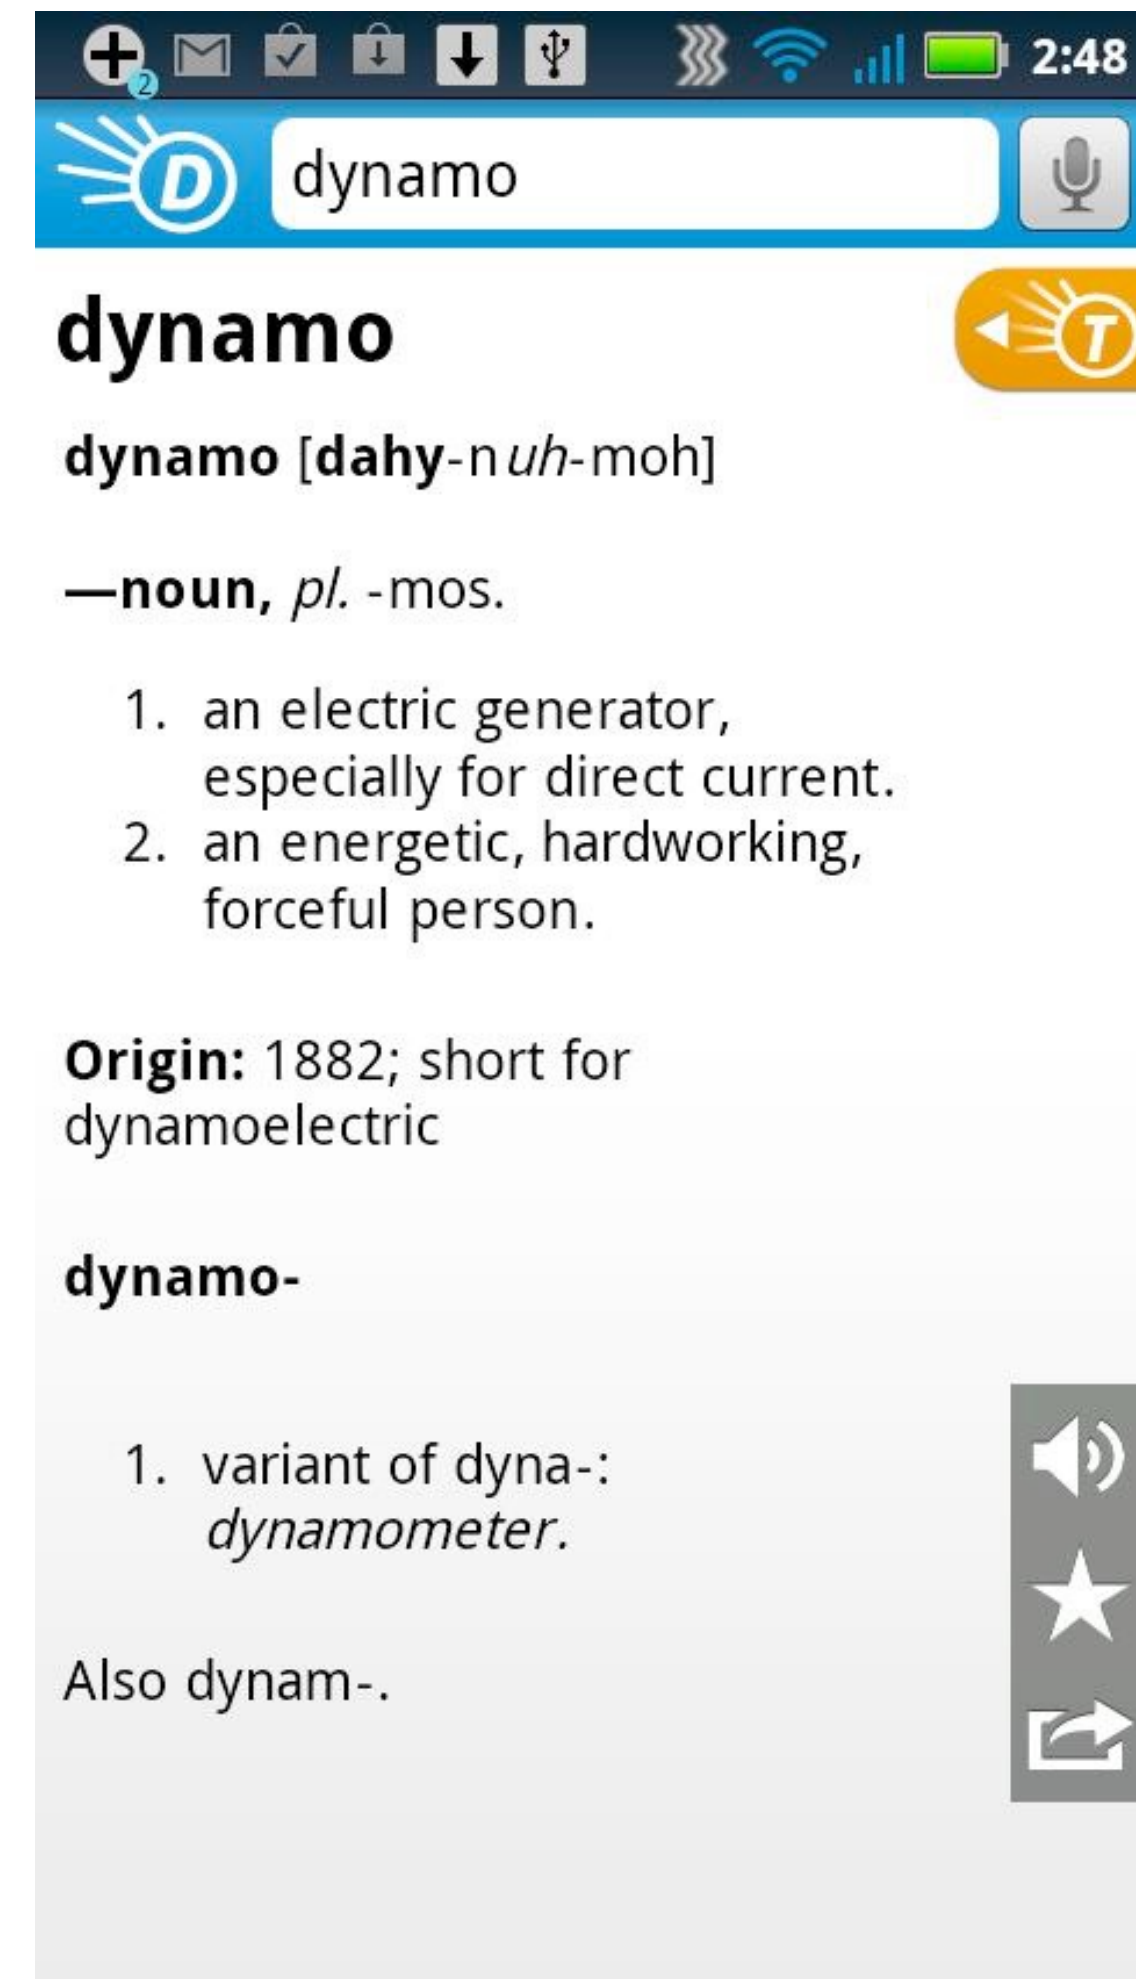 2
2:48
D
dynamo
dynamo
T
dynamo [dahy-nuh-moh]
—noun, pl. -mos.
1. an electric generator,
especially for direct current.
2. an energetic, hardworking,
forceful person.
Origin: 1882; short for
dynamoelectric
dynamo-
1. variant of dyna-:
dynamometer.
Also dynam-.